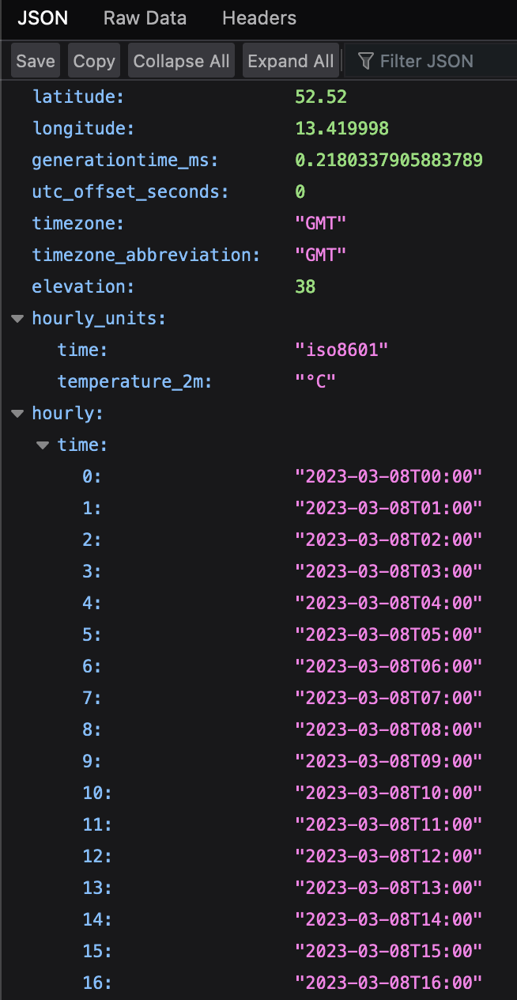 JSON Raw Data Headers
Save Copy Collapse All Expand All Filter JSON
latitude: 52.52
longitude: 13.419998
generationtime_ms: 0.2180337905883789
utc_offset_seconds: 0
timezone: "GMT"
timezone_abbreviation: "GMT"
elevation: 38
hourly_units:
time: "iso8601"
temperature_2m: "°C"
hourly:
time:
0: "2023-03-08T00:00"
1: "2023-03-08T01:00"
2: "2023-03-08T02:00"
3: "2023-03-08T03:00"
4: "2023-03-08T04:00"
5: "2023-03-08T05:00"
6: "2023-03-08T06:00"
7: "2023-03-08T07:00"
8: "2023-03-08T08:00"
9: "2023-03-08T09:00"
10: "2023-03-08T10:00"
11: "2023-03-08T11:00"
12: "2023-03-08T12:00"
13: "2023-03-08T13:00"
14: "2023-03-08T14:00"
15: "2023-03-08T15:00"
16: "2023-03-08T16:00"